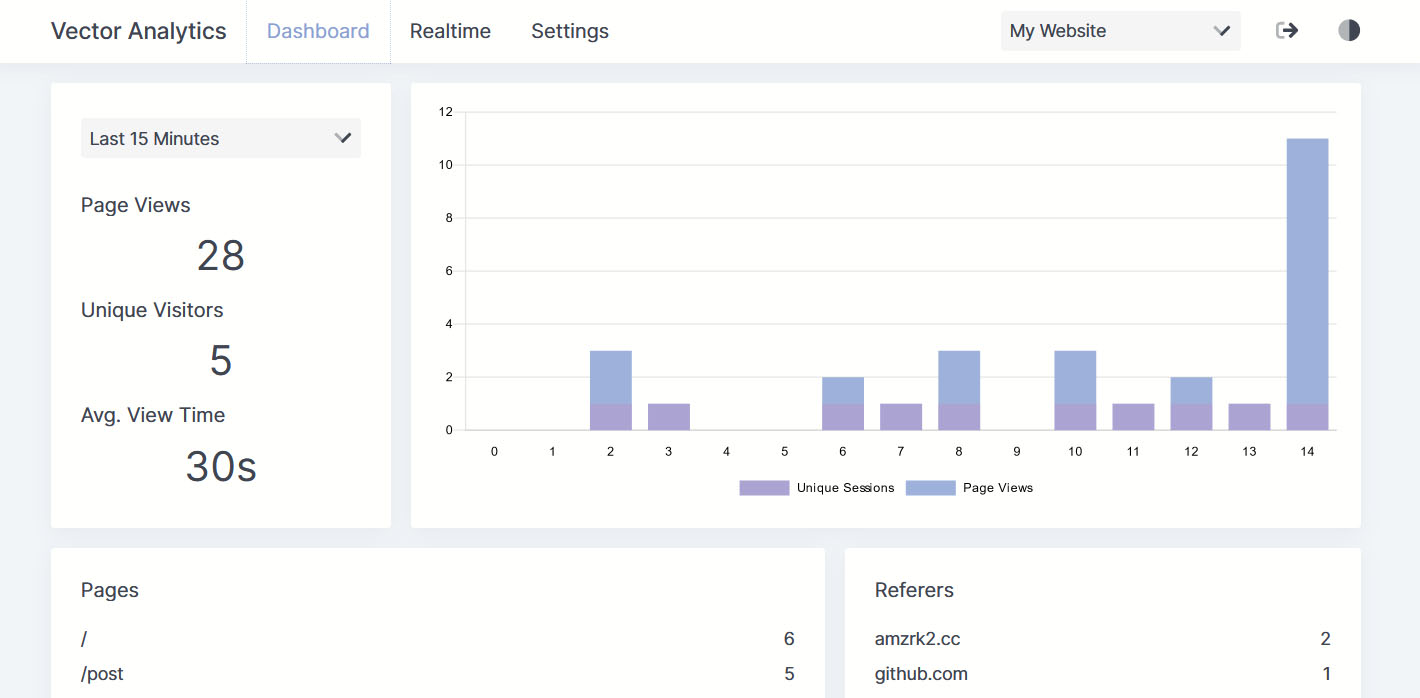 Vector Analytics Dashboard Realtime Settings My Website
Last 15 Minutes
Page Views
28
Unique Visitors
5
Avg. View Time
30s
12
10
8
6
4
2
0
0 1 2 3 4 5 6 7 8 9 10 11 12 13 14
Unique Sessions Page Views
Pages
/ 6
/post 5
Referers
amzrk2.cc 2
github.com 1